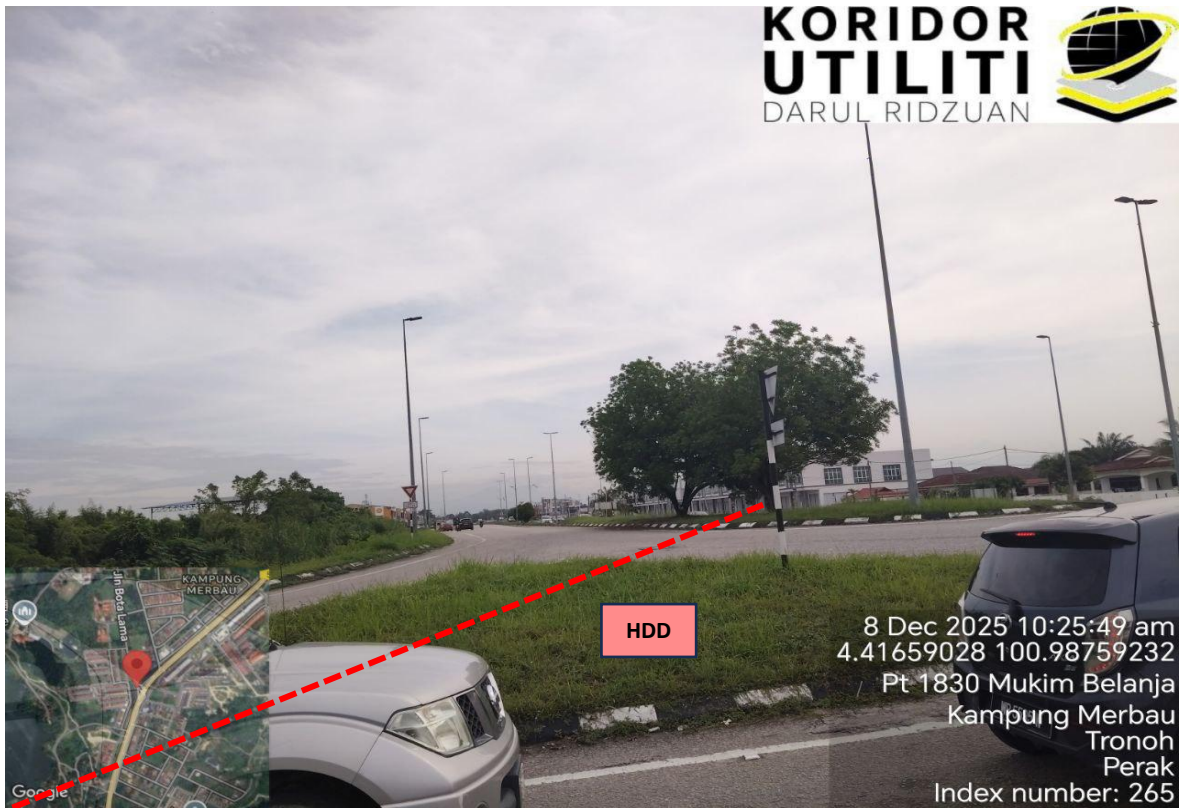 KORIDOR
UTILITI
DARUL RIDZUAN
KAMPUNG
MERBAU
Jln Bota Lama
HDD
8 Dec 2025 10:25:49 am
4.41659028 100.98759232
Pt 1830 Mukim Belanja
Kampung Merbau
Tronoh
Perak
Index number: 265
Google